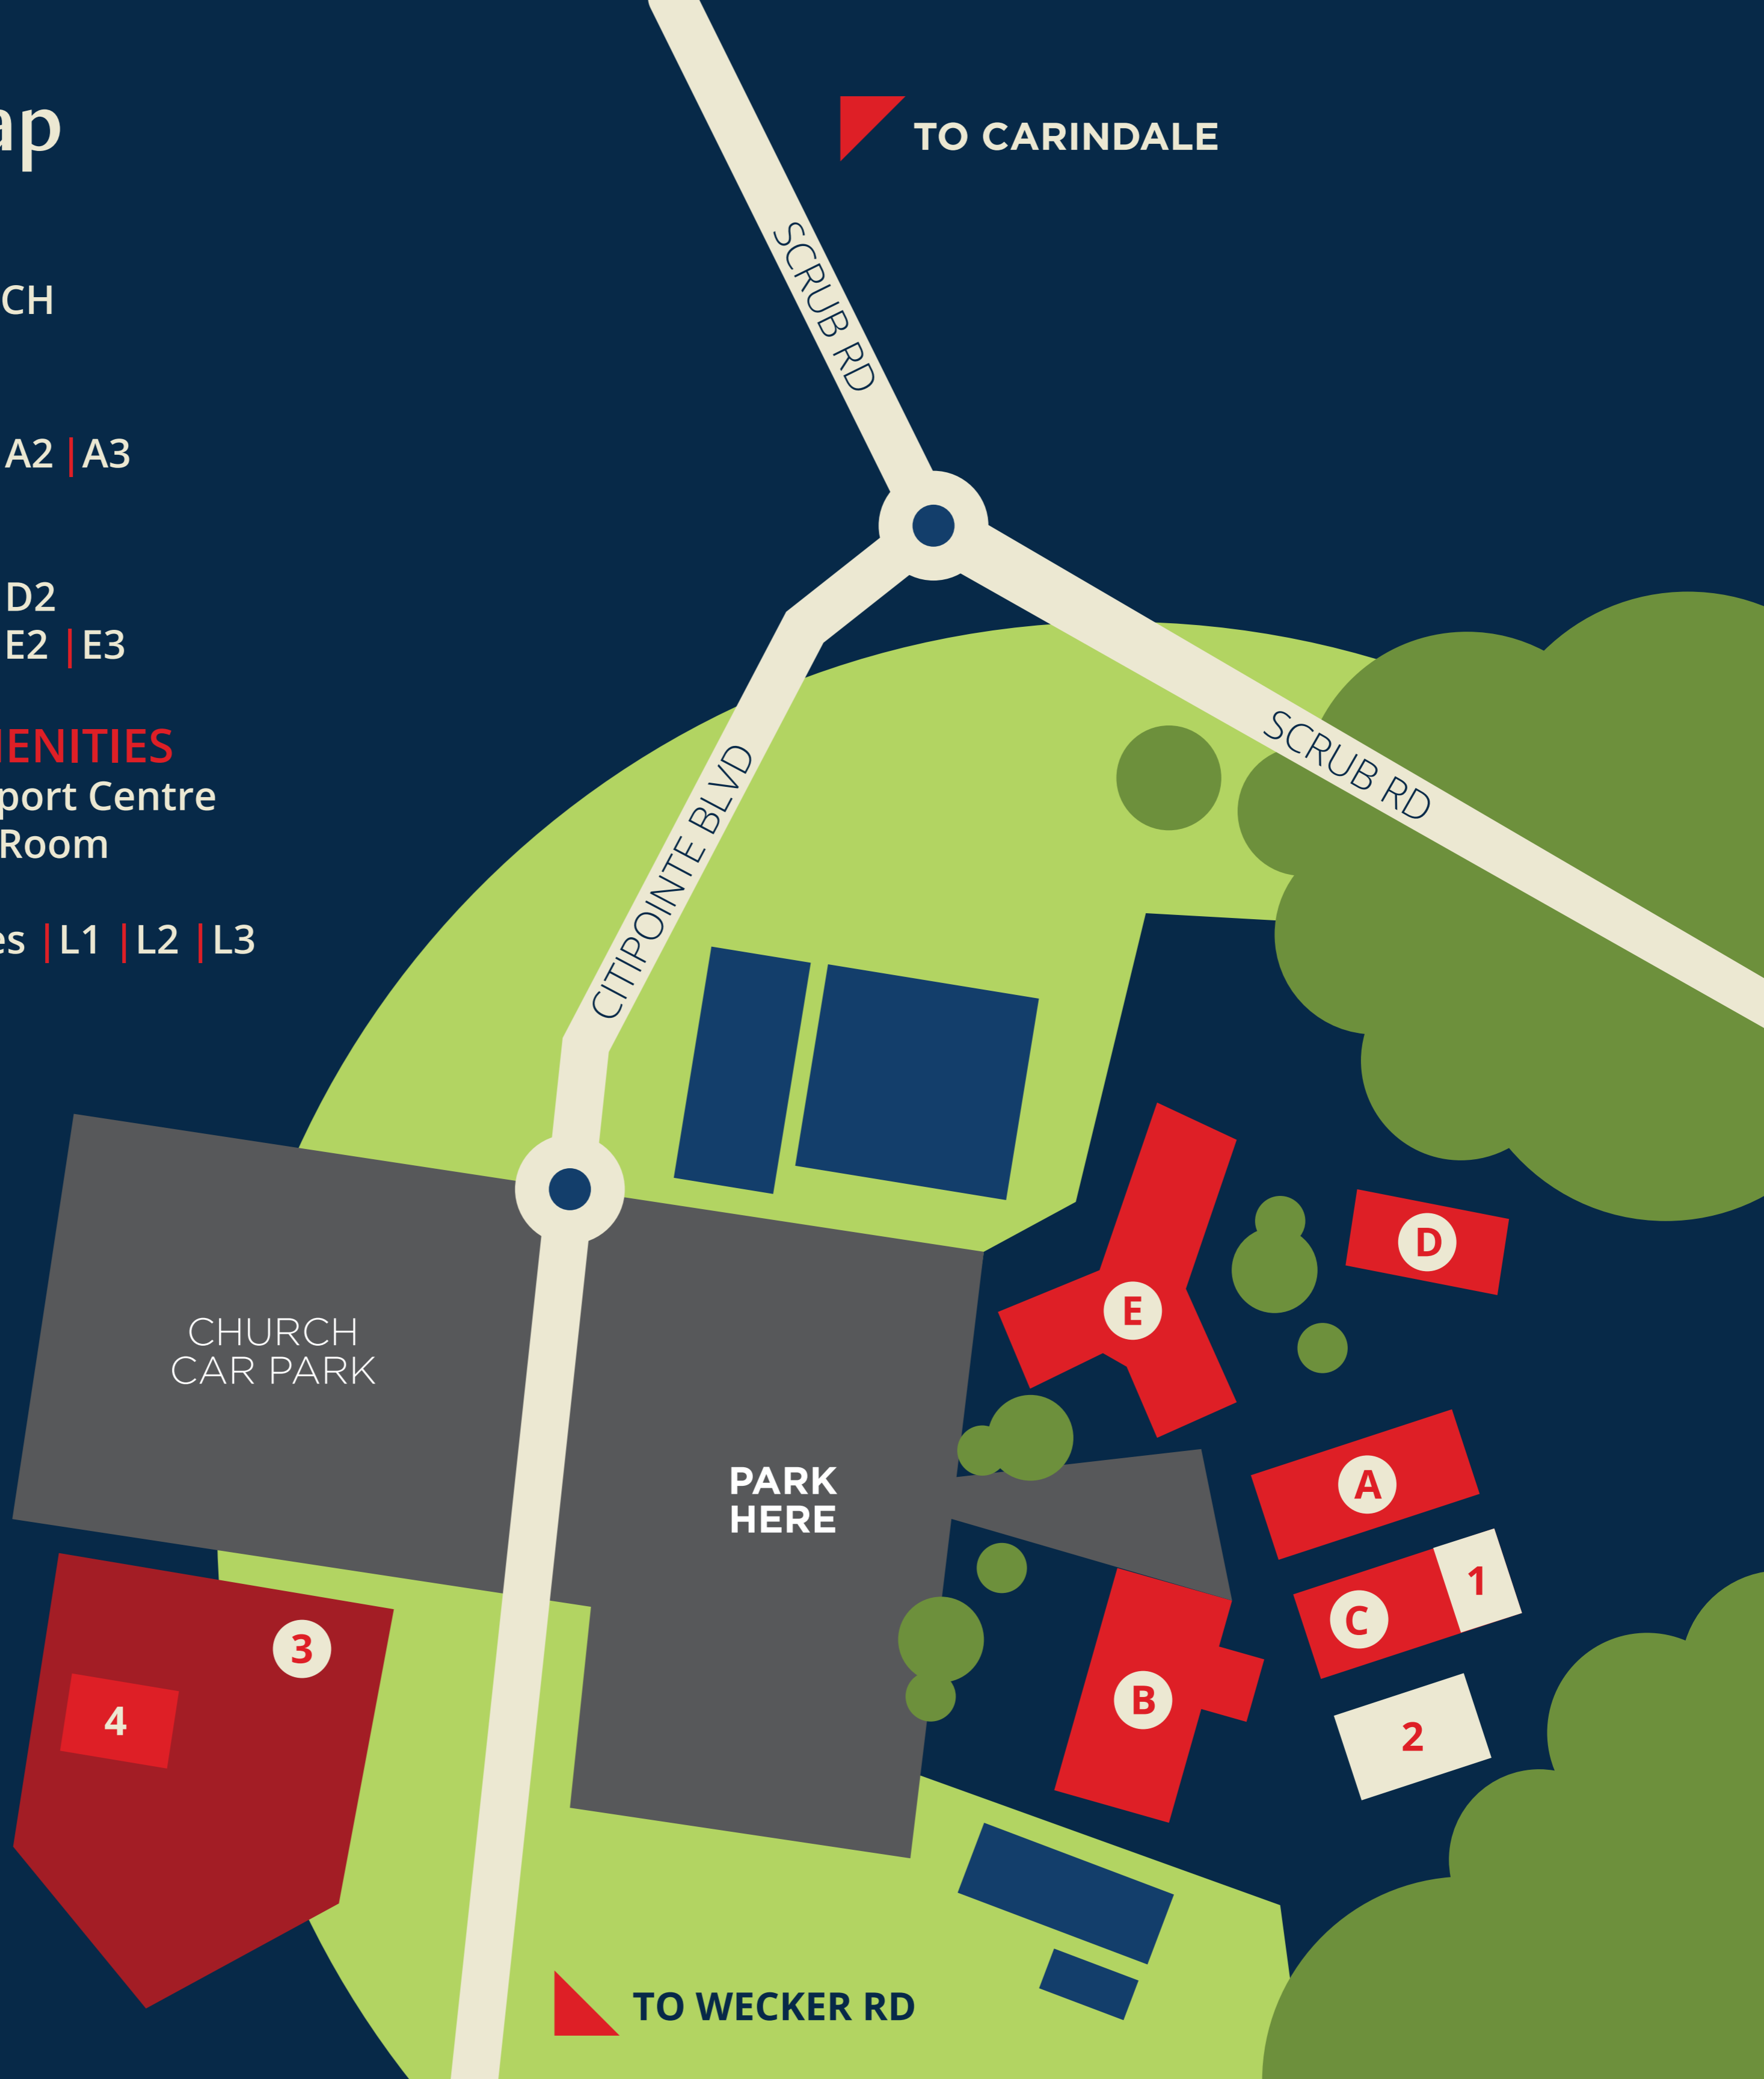 ap
CH
A2 | A3
D2
E2 | E3
ENITIES
port Centre
Room
es | L1 | L2 | L3
TO CARINDALE
SCRUB RD
SCRUB RD
CITIPOINTE BLVD
CHURCH
CAR PARK
PARK
HERE
E
D
A
C
1
B
2
3
4
TO WECKER RD